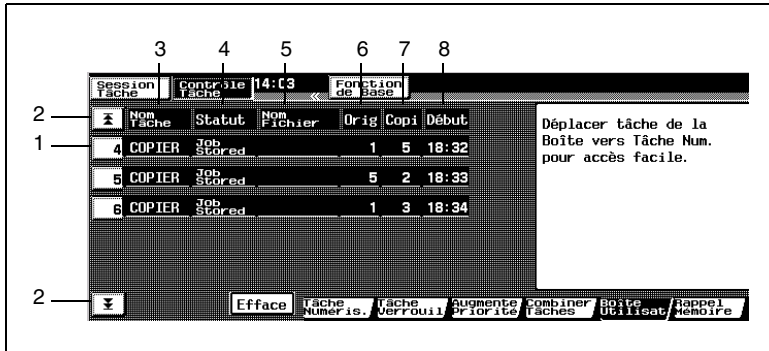 3 4 5 6 7 8
Session Tâche Contrôle Tâche 14:03 « Fonction de Base
2 Nom Tâche Statut Nom Fichier Orig Copi Début
1 4 COPIER Job Stored 1 5 18:32
5 COPIER Job Stored 5 2 18:33
6 COPIER Job Stored 1 3 18:34
Déplacer tâche de la
Boîte vers Tâche Num.
pour accès facile.
2 Efface Tâche Numéris. Tâche Verrouil Augmente Priorité Combiner Tâches Boîte Utilisat Rappel Mémoire